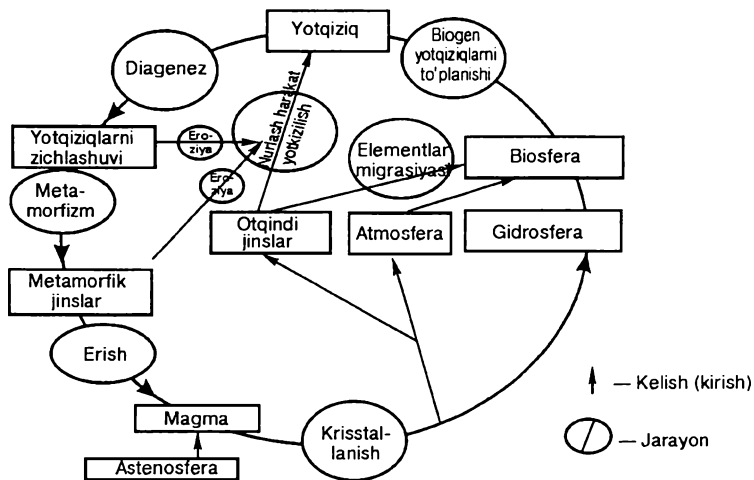 Yotqiziq
Biogen
yotqiziqlarni
to'planishi
Diagenez
Nurlash harakat
yotkizilish
Yotqiziqlarni
zichlashuvi
Ero-
ziya
Ero-
ziya
Elementlar
migrasiyasi
Biosfera
Meta-
morfizm
Otqindi
jinslar
Atmosfera
Gidrosfera
Metamorfik
jinslar
Erish
Magma
Krisstal-
lanish
Astenosfera
— Kelish (kirish)
— Jarayon